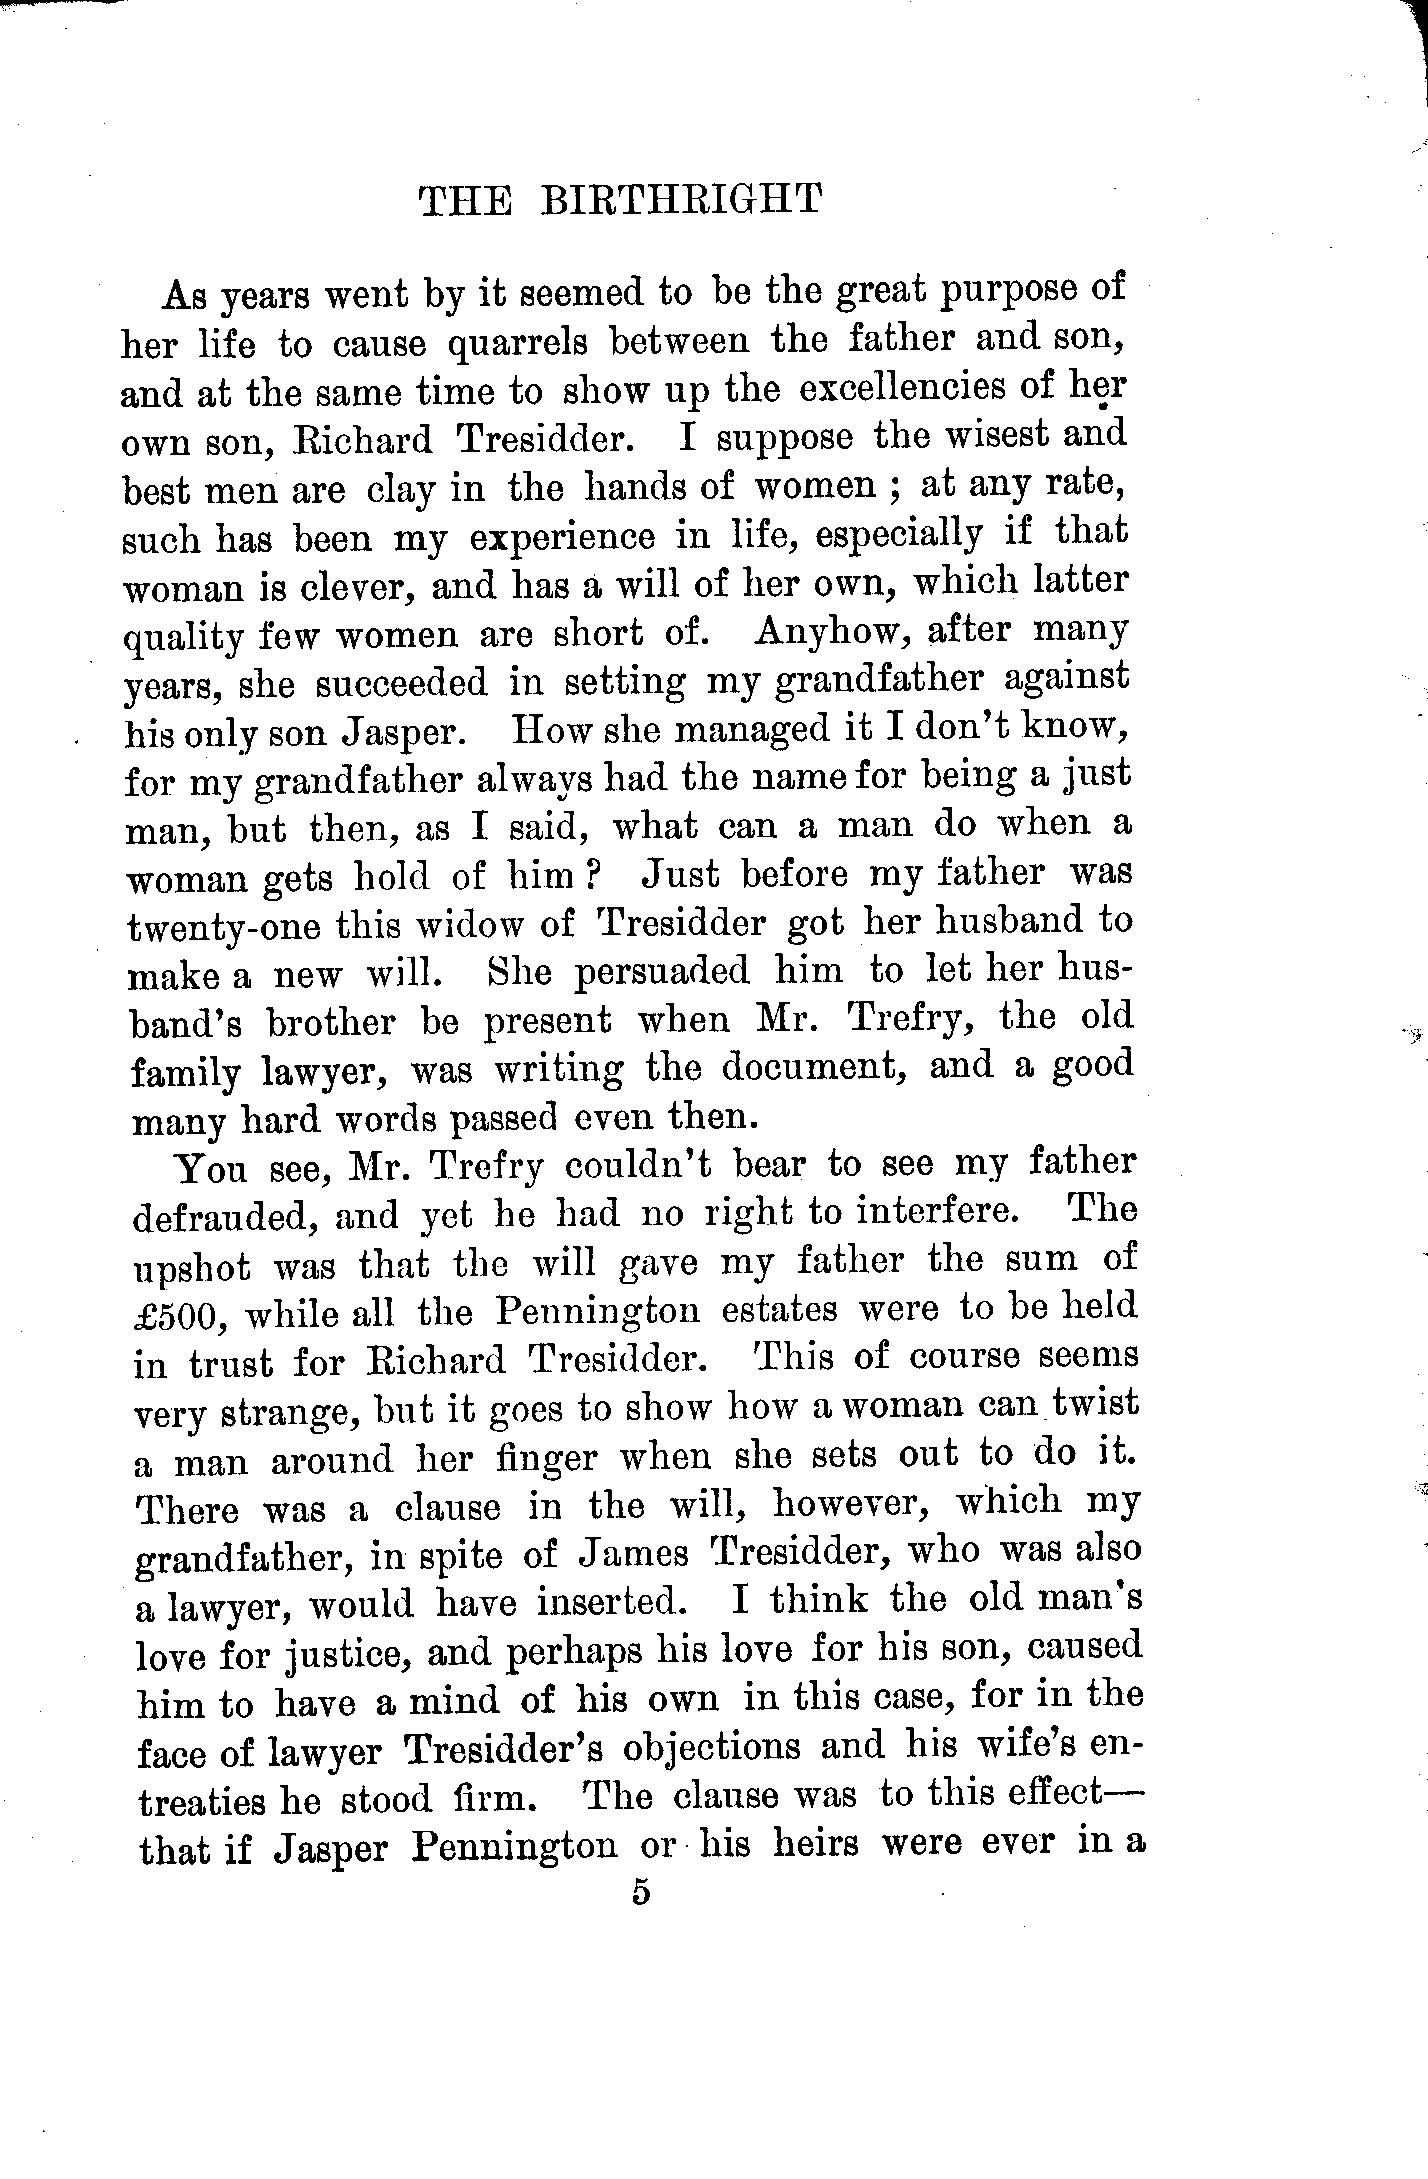 THE BIRTHRIGHT
As years went by it seemed to be the great purpose of
her life to cause quarrels between the father and son,
and at the same time to show up the excellencies of her
own son, Richard Tresidder. I suppose the wisest and
best men are clay in the hands of women ; at any rate,
such has been my experience in life, especially if that
woman is clever, and has a will of her own, which latter
quality few women are short of. Anyhow, after many
years, she succeeded in setting my grandfather against
his only son Jasper. How she managed it I don't know,
for my grandfather always had the name for being a just
man, but then, as I said, what can a man do when a
woman gets hold of him ? Just before my father was
twenty-one this widow of Tresidder got her husband to
make a new will. She persuaded him to let her hus-
band's brother be present when Mr. Trefry, the old
family lawyer, was writing the document, and a good
many hard words passed even then.
You see, Mr. Trefry couldn't bear to see my father
defrauded, and yet he had no right to interfere. The
upshot was that the will gave my father the sum of
£500, while all the Pennington estates were to be held
in trust for Richard Tresidder. This of course seems
very strange, but it goes to show how a woman can twist
a man around her finger when she sets out to do it.
There was a clause in the will, however, which my
grandfather, in spite of James Tresidder, who was also
a lawyer, would have inserted. I think the old man's
love for justice, and perhaps his love for his son, caused
him to have a mind of his own in this case, for in the
face of lawyer Tresidder's objections and his wife's en-
treaties he stood firm. The clause was to this effect—
that if Jasper Pennington or his heirs were ever in a
5